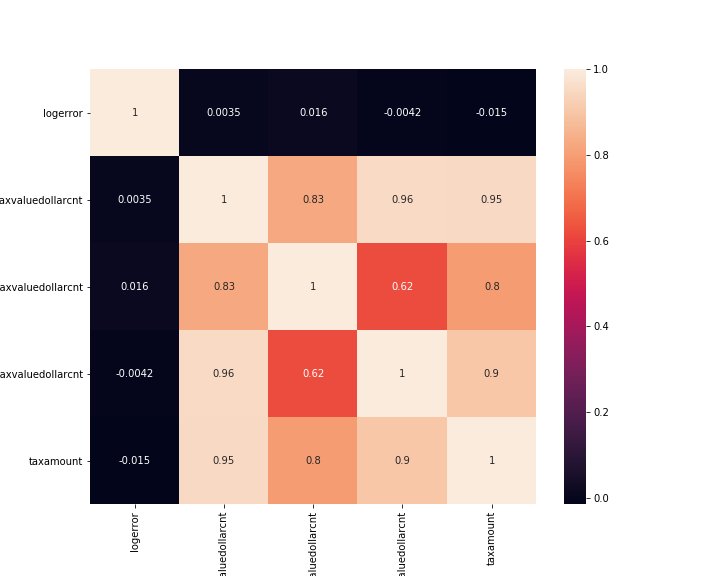 logerror 1 0.0035 0.016 -0.0042 -0.015
axvaluedollarcnt 0.0035 1 0.83 0.96 0.95
axvaluedollarcnt 0.016 0.83 1 0.62 0.8
axvaluedollarcnt -0.0042 0.96 0.62 1 0.9
taxamount -0.015 0.95 0.8 0.9 1
logerror
aluedollarcnt
aluedollarcnt
aluedollarcnt
taxamount
1.0
0.8
0.6
0.4
0.2
0.0